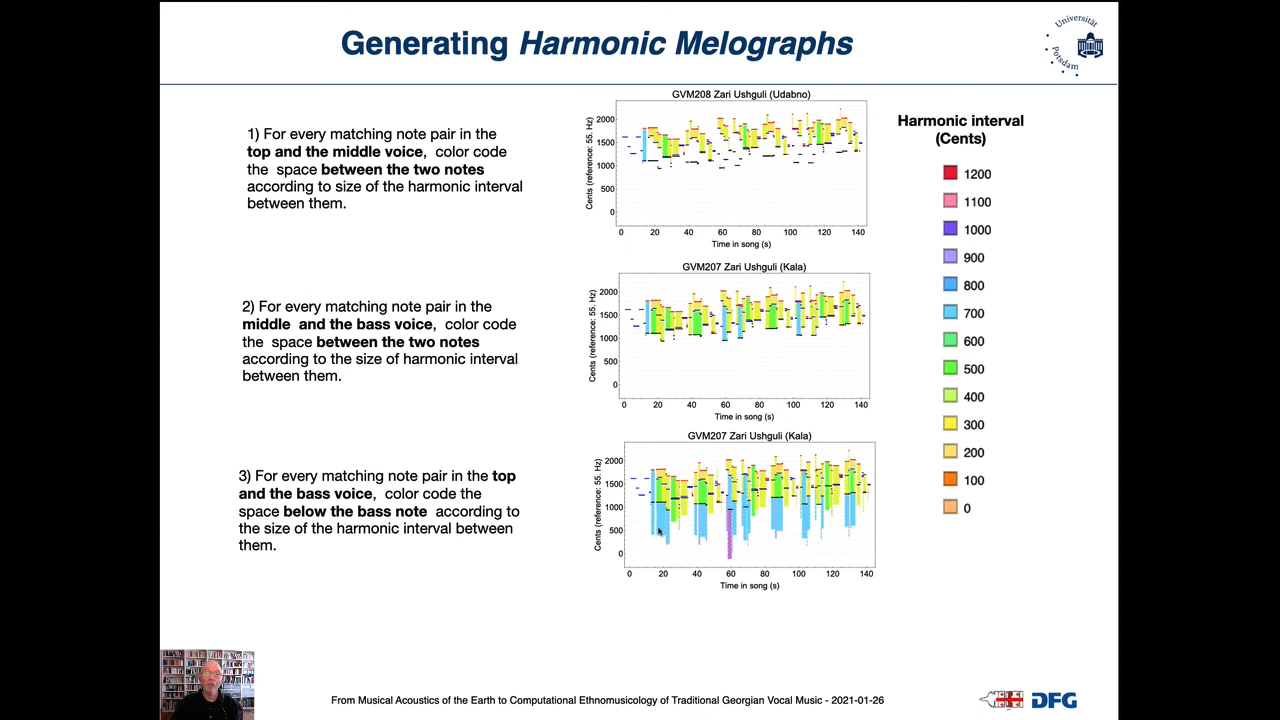 Generating Harmonic Melographs
Universität
Potsdam
1) For every matching note pair in the
top and the middle voice, color code
the space between the two notes
according to size of the harmonic interval
between them.
GVM208 Zari Ushguli (Udabno)
Cents (reference: 55. Hz)
2000
1500
1000
500
0
0 20 40 60 80 100 120 140
Time in song (s)
2) For every matching note pair in the
middle and the bass voice, color code
the space between the two notes
according to the size of harmonic interval
between them.
GVM207 Zari Ushguli (Kala)
Cents (reference: 55. Hz)
2000
1500
1000
500
0
0 20 40 60 80 100 120 140
Time in song (s)
3) For every matching note pair in the top
and the bass voice, color code the
space below the bass note according to
the size of the harmonic interval between
them.
GVM207 Zari Ushguli (Kala)
Cents (reference: 55. Hz)
2000
1500
1000
500
0
0 20 40 60 80 100 120 140
Time in song (s)
Harmonic interval
(Cents)
1200
1100
1000
900
800
700
600
500
400
300
200
100
0
From Musical Acoustics of the Earth to Computational Ethnomusicology of Traditional Georgian Vocal Music - 2021-01-26
DFG